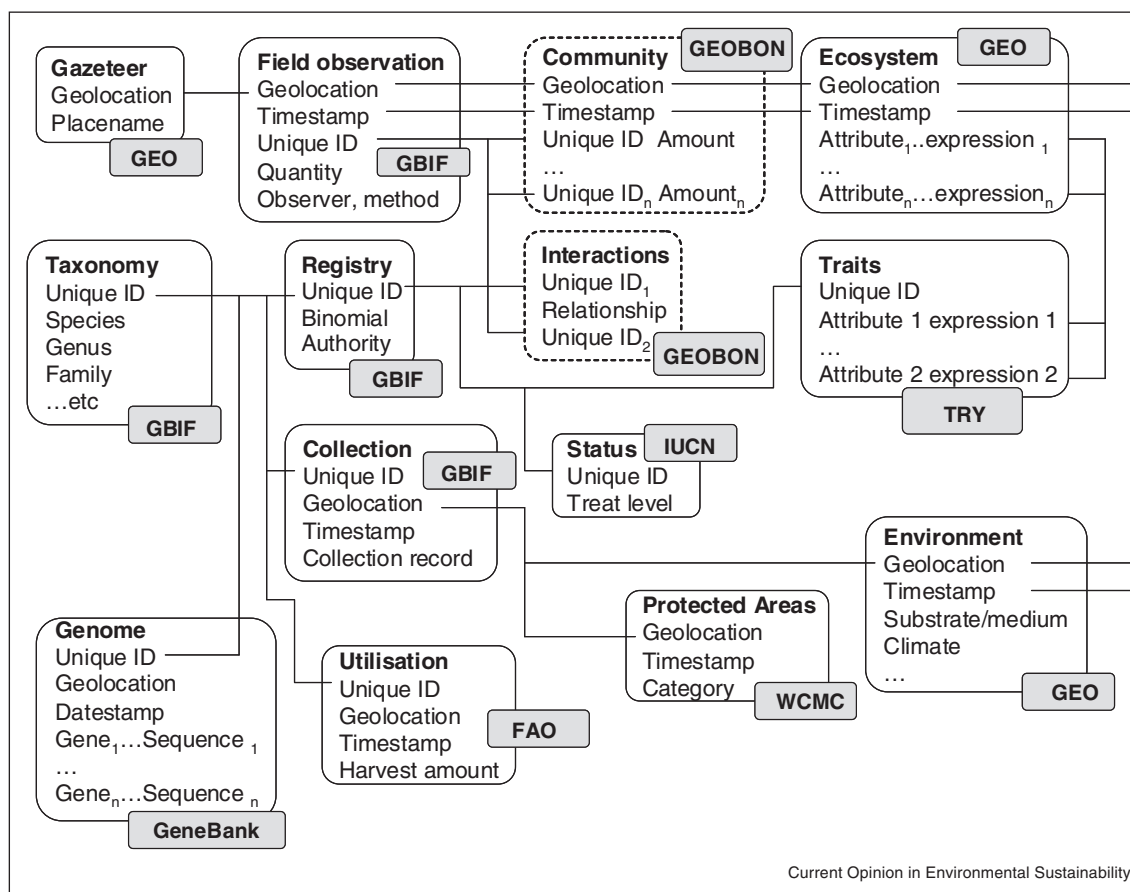 Gazeteer
Geolocation
Placename
GEO
Field observation
Geolocation
Timestamp
Unique ID
Quantity
Observer, method
GBIF
Community
Geolocation
Timestamp
Unique ID Amount
...
Unique IDn Amountn
GEOBON
Ecosystem
Geolocation
Timestamp
Attribute1..expression 1
...
Attributen...expressionn
GEO
Taxonomy
Unique ID
Species
Genus
Family
...etc
GBIF
Registry
Unique ID
Binomial
Authority
GBIF
Interactions
Unique ID1
Relationship
Unique ID2
GEOBON
Traits
Unique ID
Attribute 1 expression 1
...
Attribute 2 expression 2
TRY
Collection
Unique ID
Geolocation
Timestamp
Collection record
GBIF
Status
Unique ID
Treat level
IUCN
Environment
Geolocation
Timestamp
Substrate/medium
Climate
...
GEO
Protected Areas
Geolocation
Timestamp
Category
WCMC
Genome
Unique ID
Geolocation
Datestamp
Gene1...Sequence 1
...
Genen...Sequence n
GeneBank
Utilisation
Unique ID
Geolocation
Timestamp
Harvest amount
FAO
Current Opinion in Environmental Sustainability